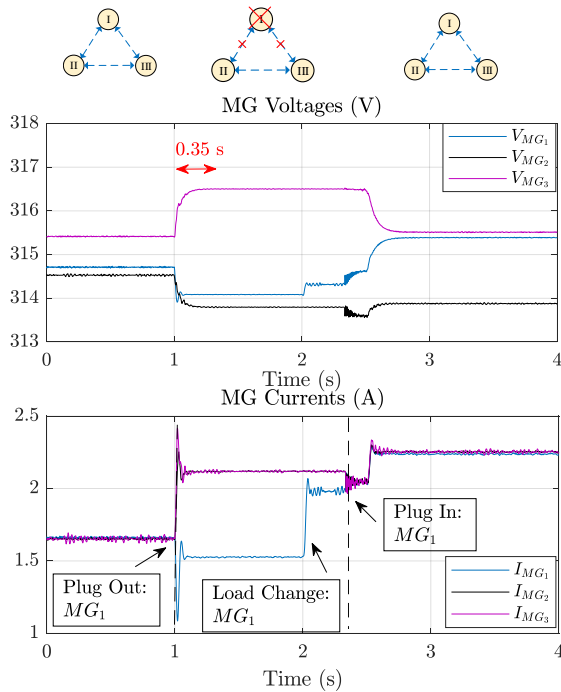 I
II
III
I
II
III
I
II
III
MG Voltages (V)
318
317
316
315
314
313
0.35 s
V_{MG_1}
V_{MG_2}
V_{MG_3}
0 1 2 3 4
Time (s)
MG Currents (A)
2.5
2
1.5
1
Plug Out:
MG_1
Load Change:
MG_1
Plug In:
MG_1
I_{MG_1}
I_{MG_2}
I_{MG_3}
0 1 2 3 4
Time (s)